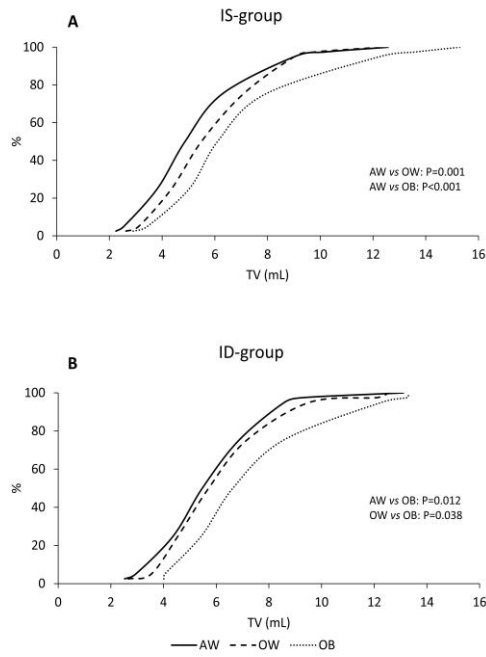 IS-group
A
100
80
60
40
20
0
%
AW vs OW: P=0.001
AW vs OB: P<0.001
0 2 4 6 8 10 12 14 16
TV (mL)
ID-group
B
100
80
60
40
20
0
%
AW vs OB: P=0.012
OW vs OB: P=0.038
0 2 4 6 8 10 12 14 16
TV (mL)
AW OW OB